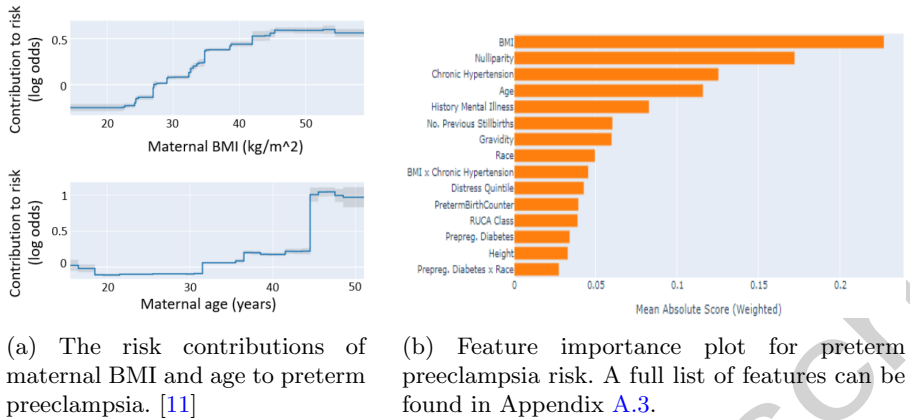 Contribution to risk
(log odds)
0.5
0
20
30
40
50
Maternal BMI (kg/m^2)
Contribution to risk
(log odds)
1
0.5
0
20
30
40
50
Maternal age (years)
(a) The risk contributions of
maternal BMI and age to preterm
preeclampsia. [11]
BMI
Nulliparity
Chronic Hypertension
Age
History Mental Illness
No. Previous Stillbirths
Gravidity
Race
BMI x Chronic Hypertension
Distress Quintile
PretermBirthCounter
RUCA Class
Prepreg. Diabetes
Height
Prepreg. Diabetes x Race
0
0.05
0.1
0.15
0.2
Mean Absolute Score (Weighted)
(b) Feature importance plot for preterm
preeclampsia risk. A full list of features can be
found in Appendix A.3.